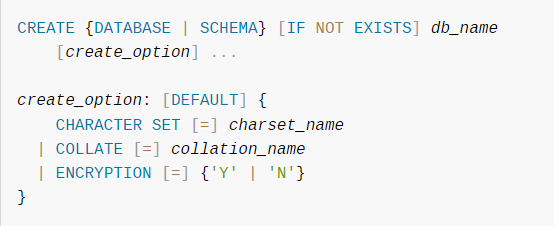 CREATE {DATABASE | SCHEMA} [IF NOT EXISTS] db_name
[create_option] ...
create_option: [DEFAULT] {
CHARACTER SET [=] charset_name
| COLLATE [=] collation_name
| ENCRYPTION [=] {'Y' | 'N'}
}